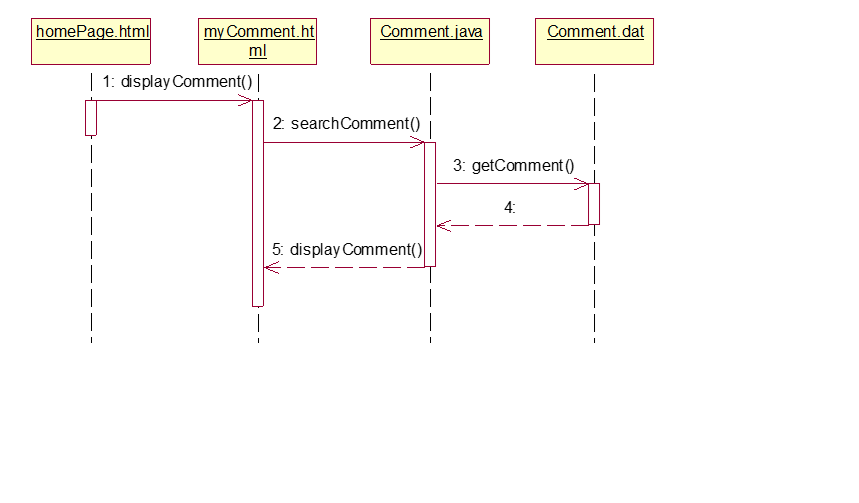 homePage.html
myComment.ht
ml
Comment.java
Comment.dat
1: displayComment()
2: searchComment()
3: getComment()
4:
5: displayComment()